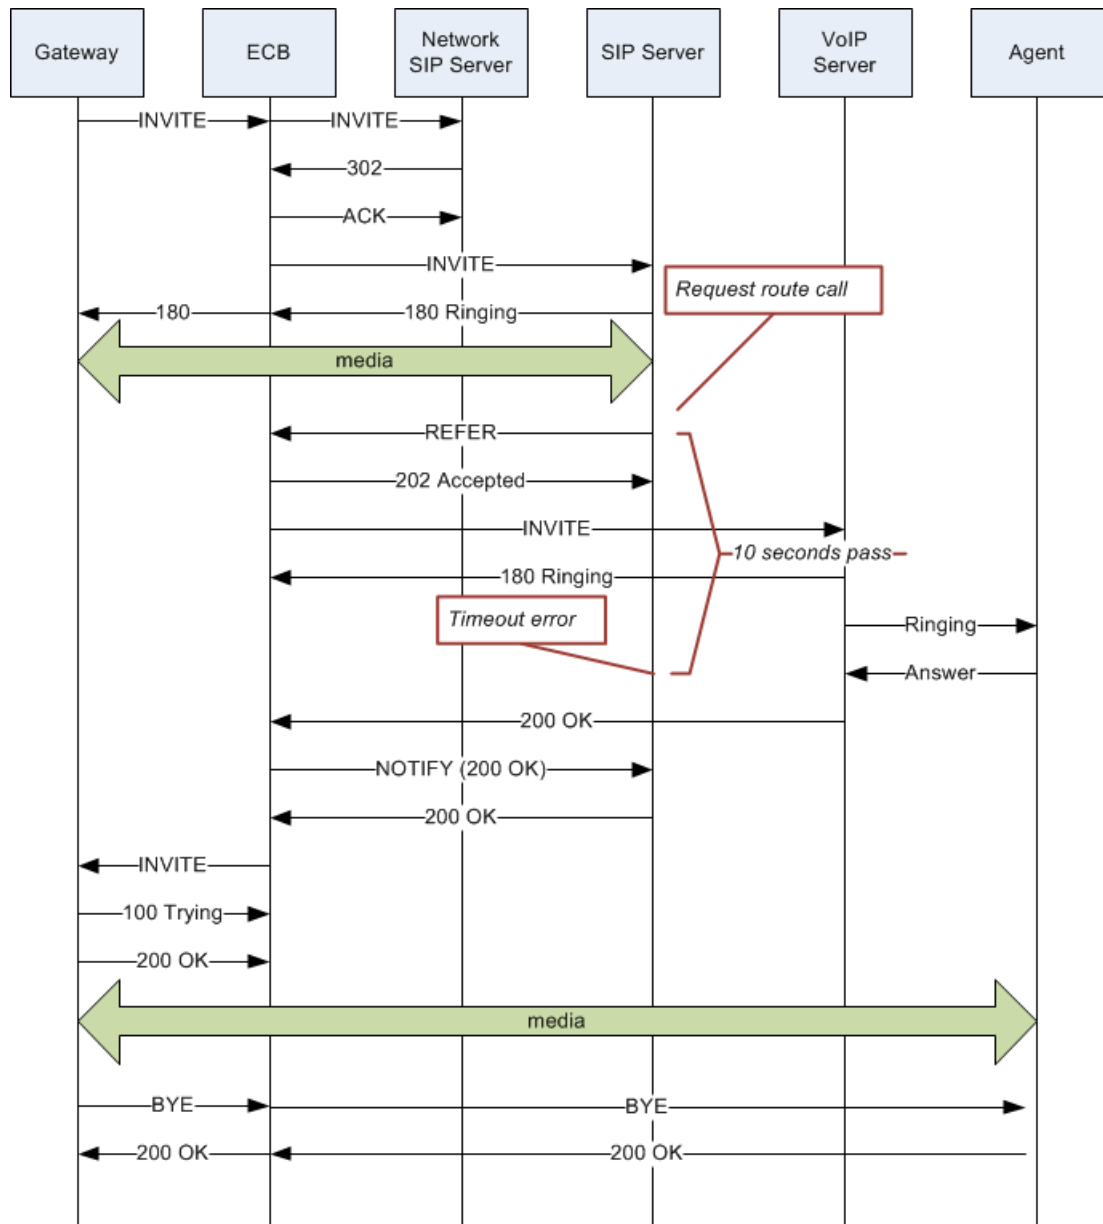 Gateway
ECB
Network
SIP Server
SIP Server
VoIP
Server
Agent
INVITE
INVITE
302
ACK
INVITE
Request route call
180
180 Ringing
media
REFER
202 Accepted
INVITE
10 seconds pass
180 Ringing
Timeout error
Ringing
Answer
200 OK
NOTIFY (200 OK)
200 OK
INVITE
100 Trying
200 OK
media
BYE
BYE
200 OK
200 OK